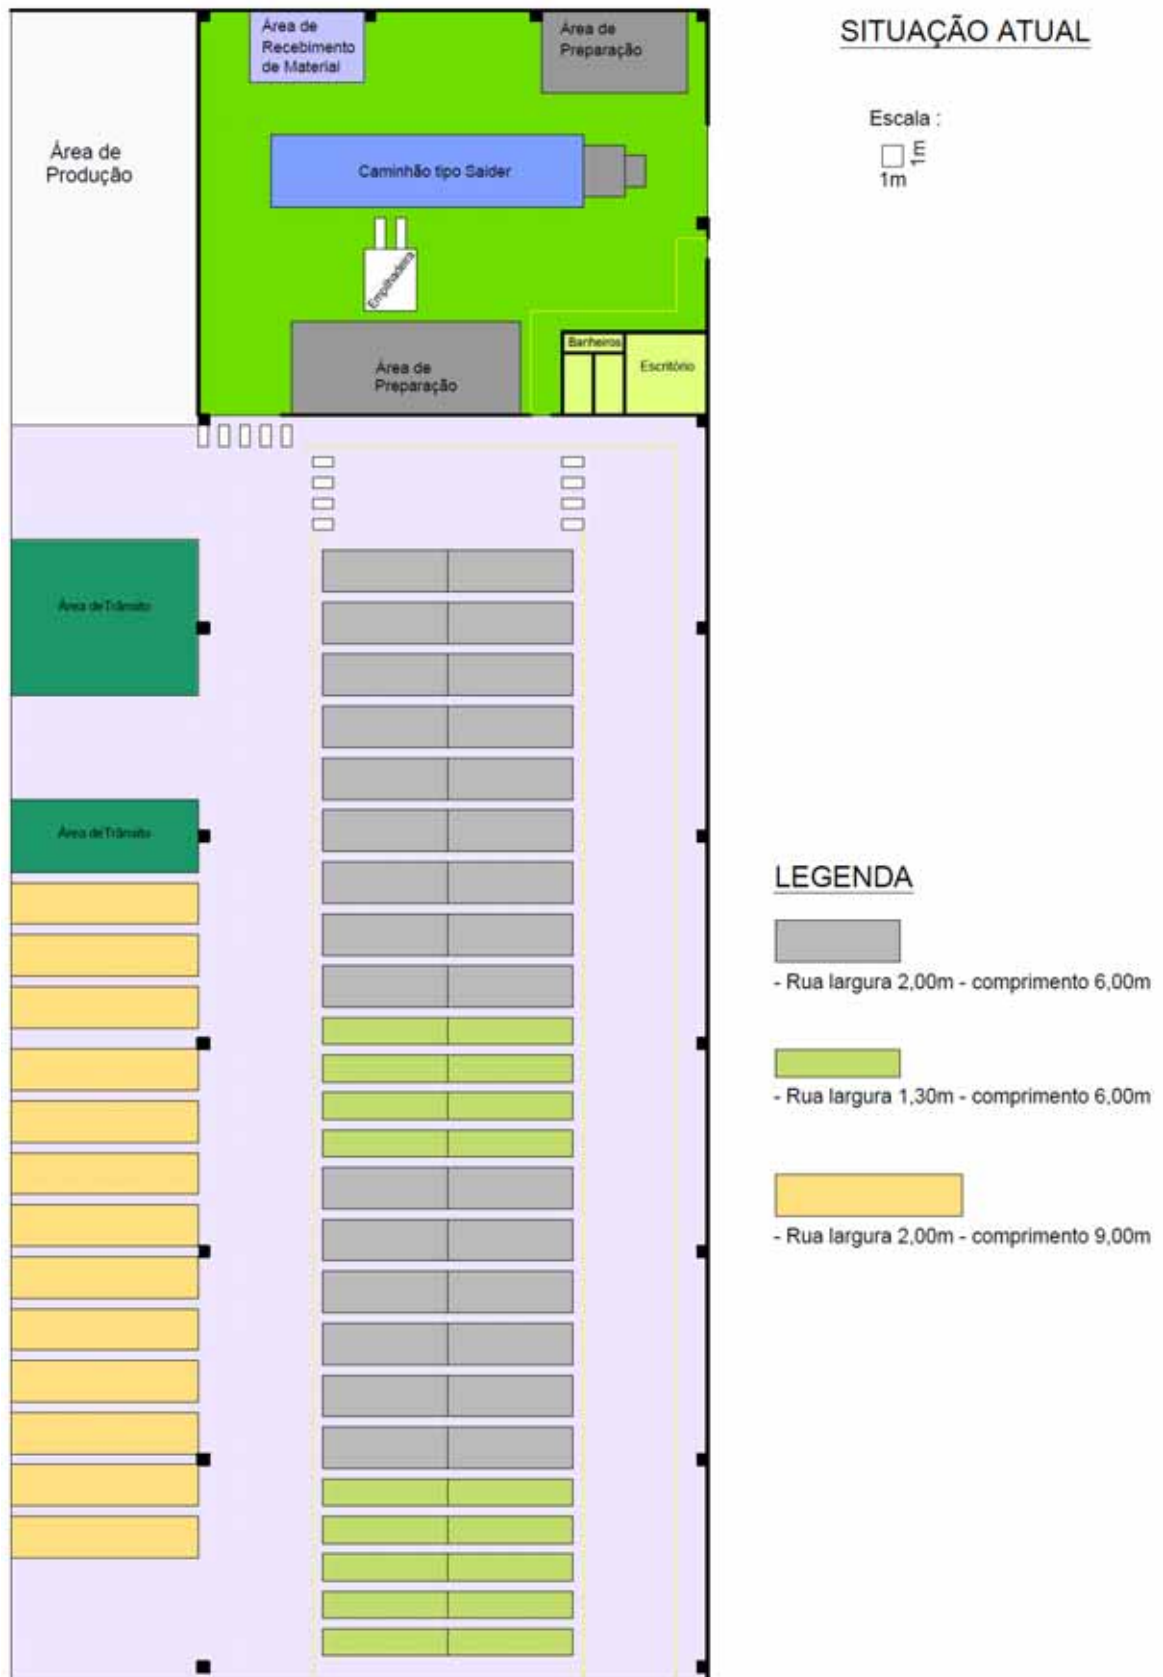 SITUAÇÃO ATUAL
Escala :
1m
1m
Área de
Recebimento
de Material
Área de
Preparação
Área de
Produção
Caminhão tipo Saider
Empilhadeira
Banheiros
Escritório
Área de
Preparação
Área de Trânsito
Área de Trânsito
LEGENDA
- Rua largura 2,00m - comprimento 6,00m
- Rua largura 1,30m - comprimento 6,00m
- Rua largura 2,00m - comprimento 9,00m